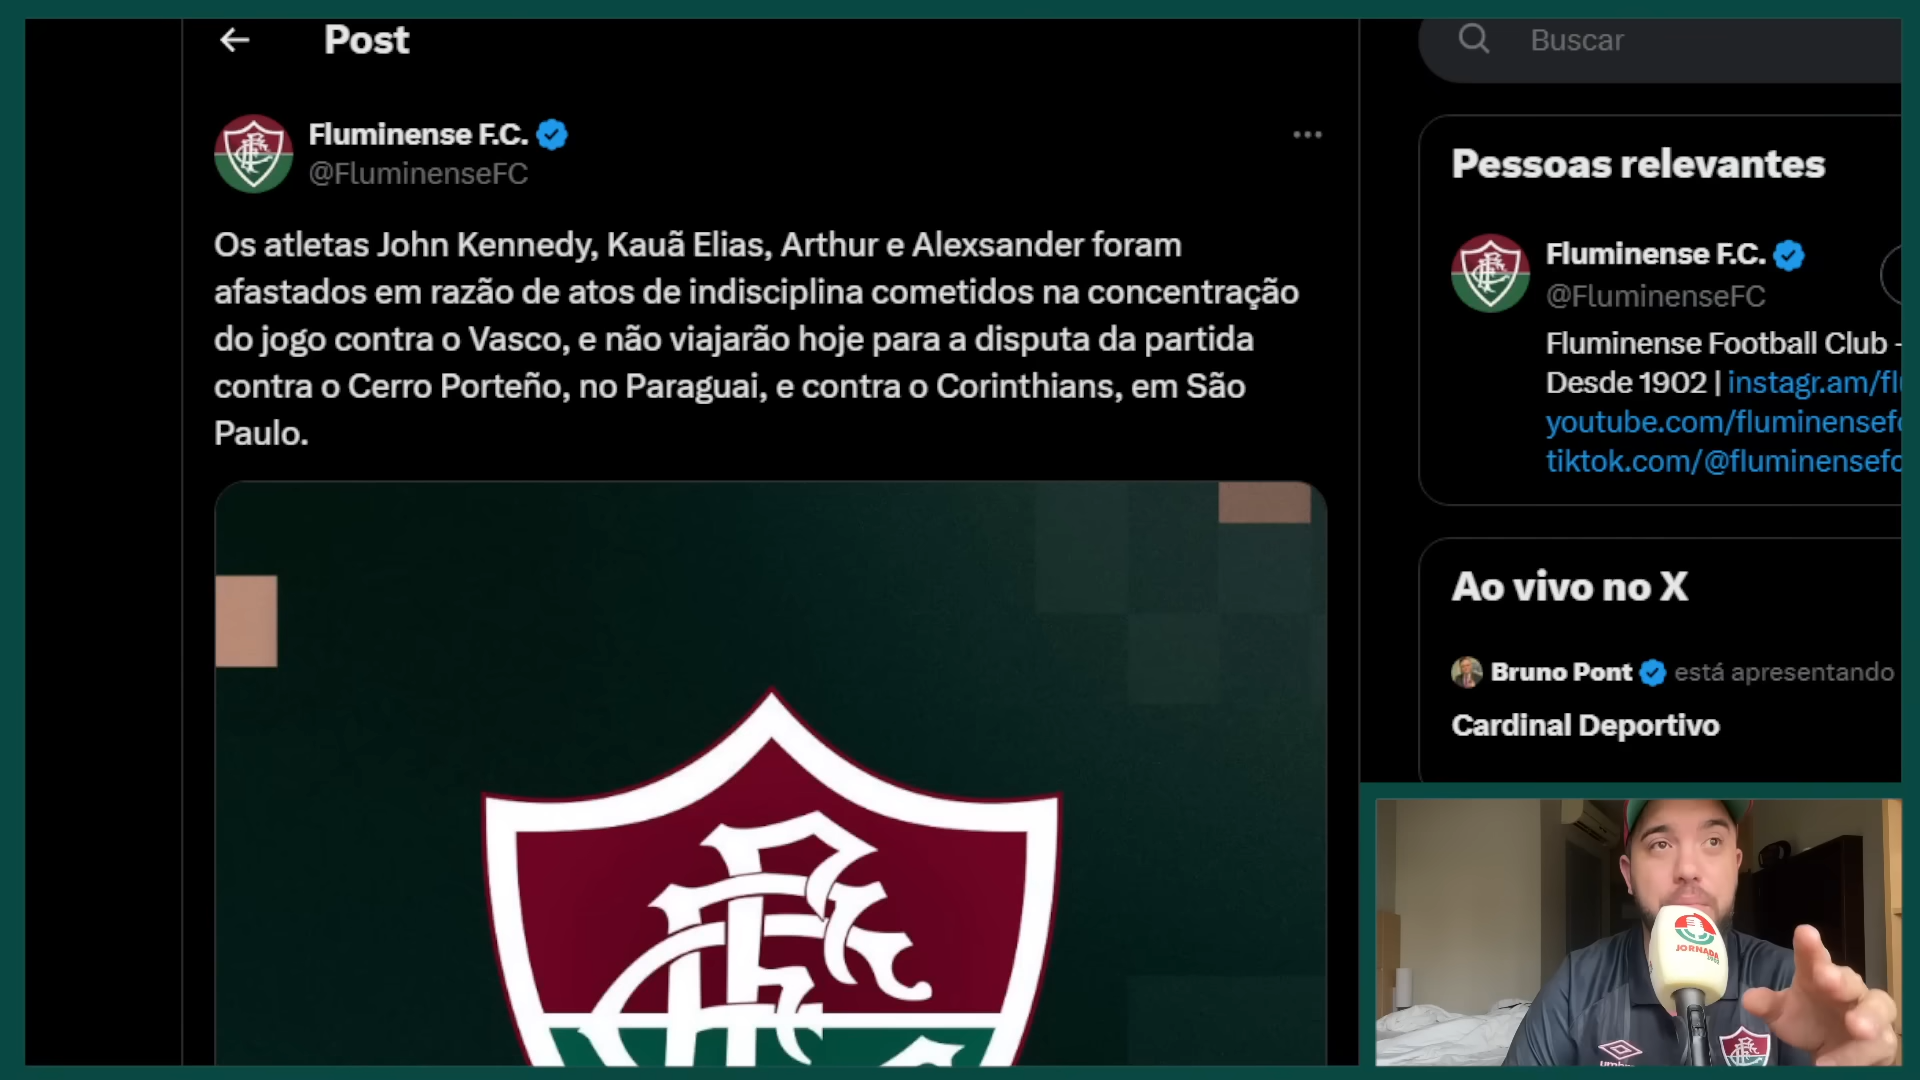 Post
Buscar
Fluminense F.C.
@FluminenseFC
Os atletas John Kennedy, Kauã Elias, Arthur e Alexsander foram
afastados em razão de atos de indisciplina cometidos na concentração
do jogo contra o Vasco, e não viajarão hoje para a disputa da partida
contra o Cerro Porteño, no Paraguai, e contra o Corinthians, em São
Paulo.
Pessoas relevantes
Fluminense F.C.
@FluminenseFC
Fluminense Football Club -
Desde 1902 | instagr.am/fl
youtube.com/fluminensef
tiktok.com/@fluminensefc
Ao vivo no X
Bruno Pont está apresentando
Cardinal Deportivo
JORNADA
umbro